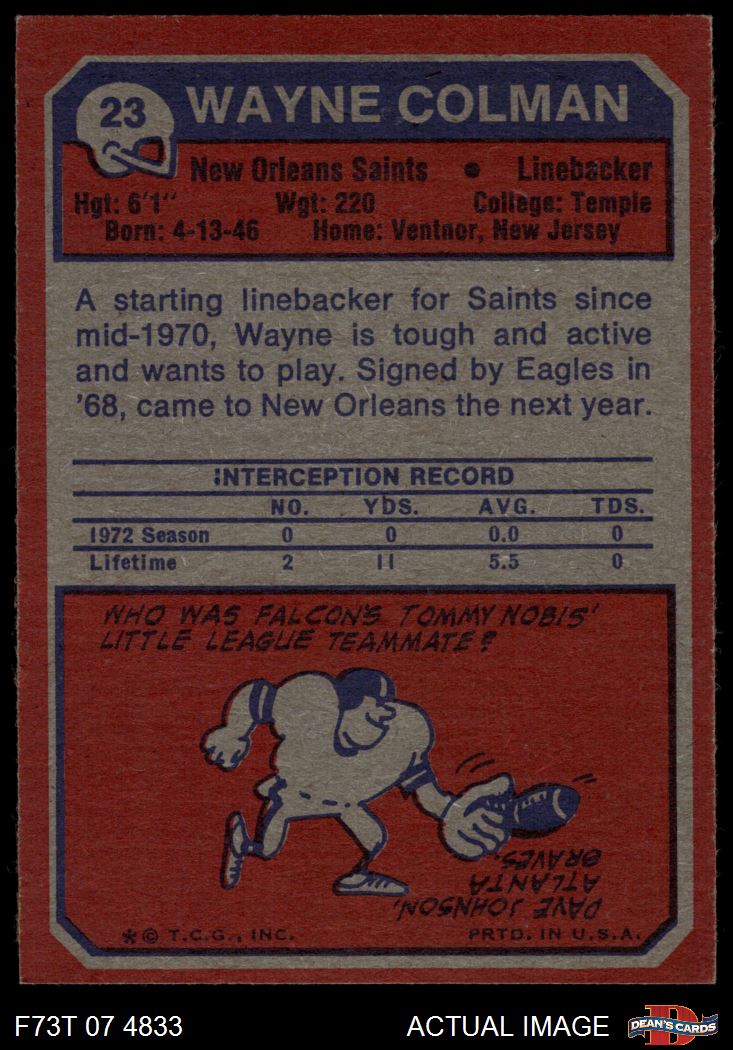 23 WAYNE COLMAN
New Orleans Saints • Linebacker
Hgt: 6'1" Wgt: 220 College: Temple
Born: 4-13-46 Home: Ventnor, New Jersey
A starting linebacker for Saints since
mid-1970, Wayne is tough and active
and wants to play. Signed by Eagles in
'68, came to New Orleans the next year.
INTERCEPTION RECORD
NO. YDS. AVG. TDS.
1972 Season 0 0 0.0 0
Lifetime 2 11 5.5 0
WHO WAS FALCON'S TOMMY NOBIS'
LITTLE LEAGUE TEAMMATE?
DAVE JOHNSON,
ATLANTA
BRAVES.
* © T.C.G., INC. PRTD. IN U.S.A.
F73T 07 4833 ACTUAL IMAGE D DEAN'S CARDS